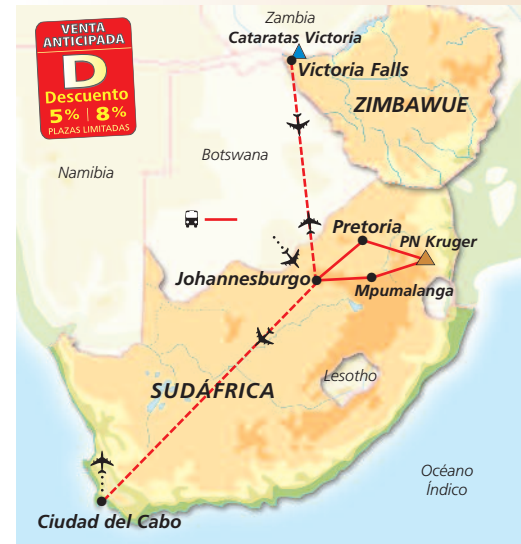 VENTA
ANTICIPADA
D
Descuento
5% | 8%
PLAZAS LIMITADAS
Zambia
Cataratas Victoria
Victoria Falls
ZIMBAWUE
Botswana
Namibia
Pretoria
PN Kruger
Johannesburgo
Mpumalanga
Lesotho
SUDÁFRICA
Océano
Índico
Ciudad del Cabo